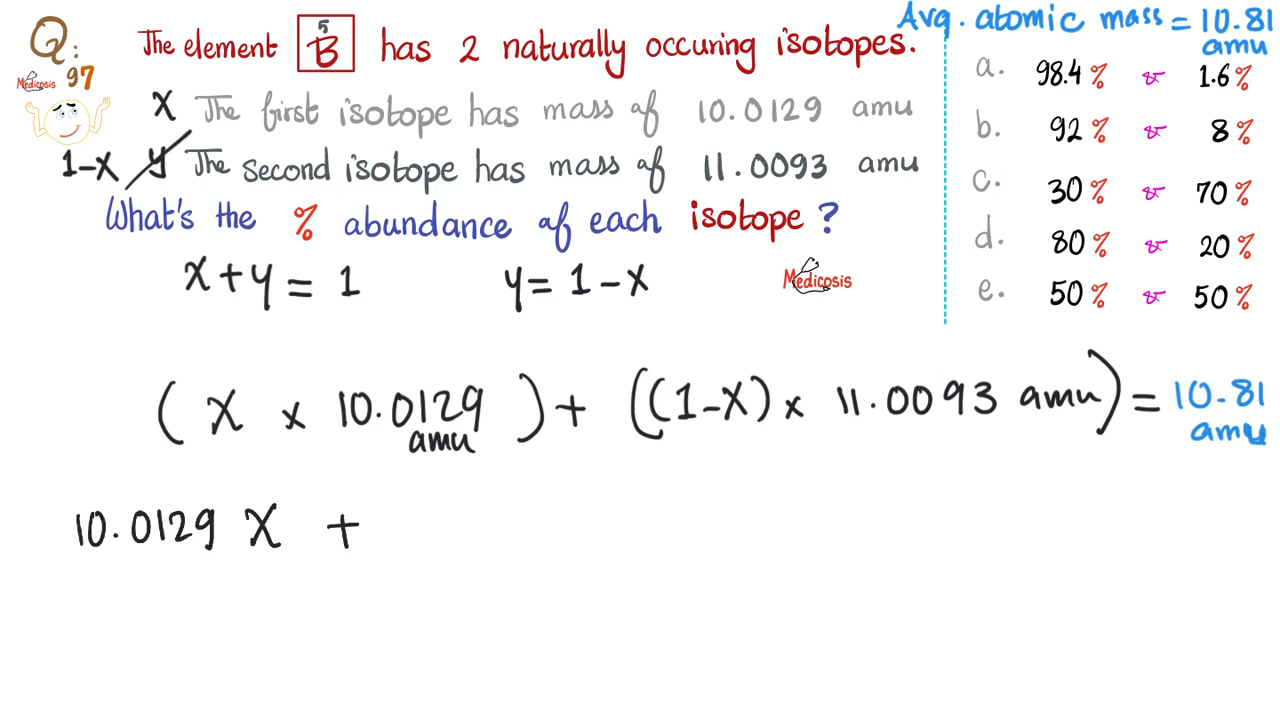 Q: 97
Medicosis
The element 5 B has 2 naturally occuring isotopes.
X The first isotope has mass of 10.0129 amu
1-X y The second isotope has mass of 11.0093 amu
What's the % abundance of each isotope?
Avg. atomic mass = 10.81 amu
a. 98.4% & 1.6%
b. 92% & 8%
c. 30% & 70%
d. 80% & 20%
e. 50% & 50%
x + y = 1 y = 1 - X
Medicosis
( X x 10.0129 amu ) + ((1-X) x 11.0093 amu) = 10.81 amu
10.0129 X +